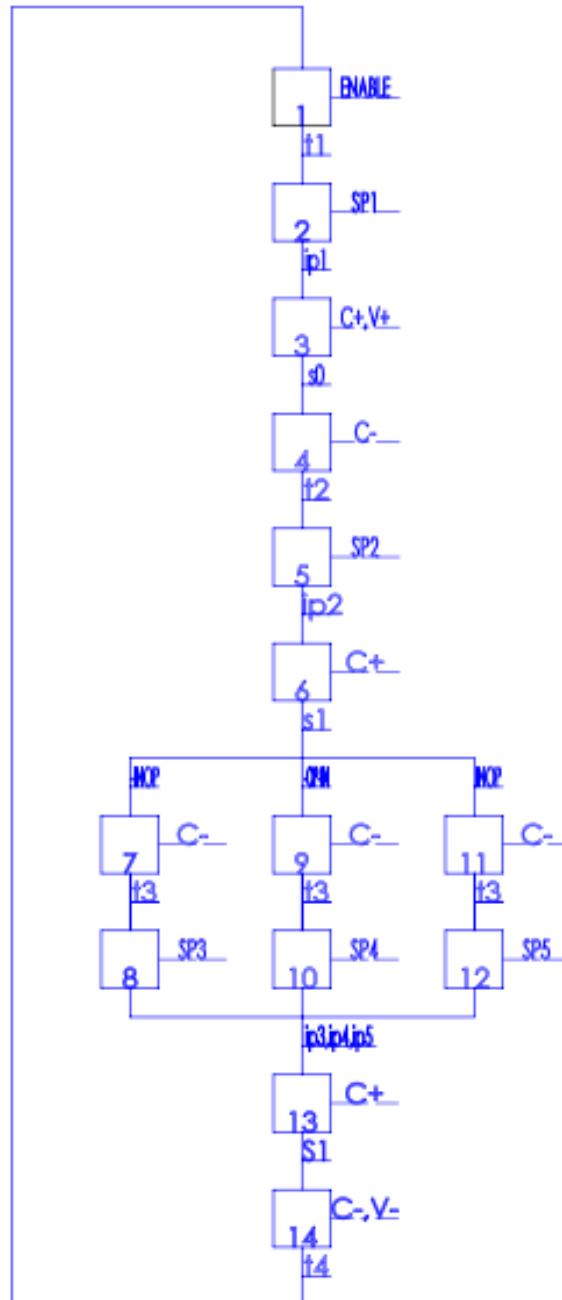 ENABLE
1
t1
SP1
2
ip1
C+,V+
3
s0
C-
4
t2
SP2
5
ip2
C+
6
s1
C- C- C-
7 9 11
t3 t3 t3
SP3 SP4 SP5
8 10 12
ip3,ip4,ip5
C+
13
S1
C-,V-
14
t4